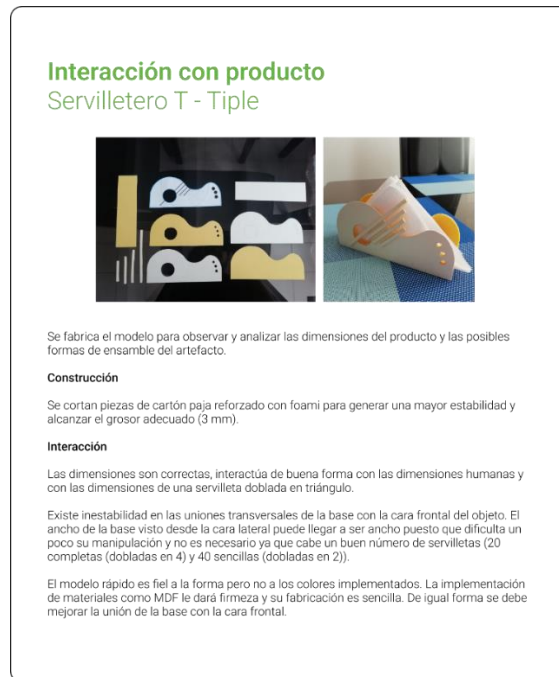 Interacción con producto
Servilletero T - Tiple
Se fabrica el modelo para observar y analizar las dimensiones del producto y las posibles
formas de ensamble del artefacto.
Construcción
Se cortan piezas de cartón paja reforzado con foami para generar una mayor estabilidad y
alcanzar el grosor adecuado (3 mm).
Interacción
Las dimensiones son correctas, interactúa de buena forma con las dimensiones humanas y
con las dimensiones de una servilleta doblada en triángulo.
Existe inestabilidad en las uniones transversales de la base con la cara frontal del objeto. El
ancho de la base visto desde la cara lateral puede llegar a ser ancho puesto que dificulta un
poco su manipulación y no es necesario ya que cabe un buen número de servilletas (20
completas (dobladas en 4) y 40 sencillas (dobladas en 2)).
El modelo rápido es fiel a la forma pero no a los colores implementados. La implementación
de materiales como MDF le dará firmeza y su fabricación es sencilla. De igual forma se debe
mejorar la unión de la base con la cara frontal.